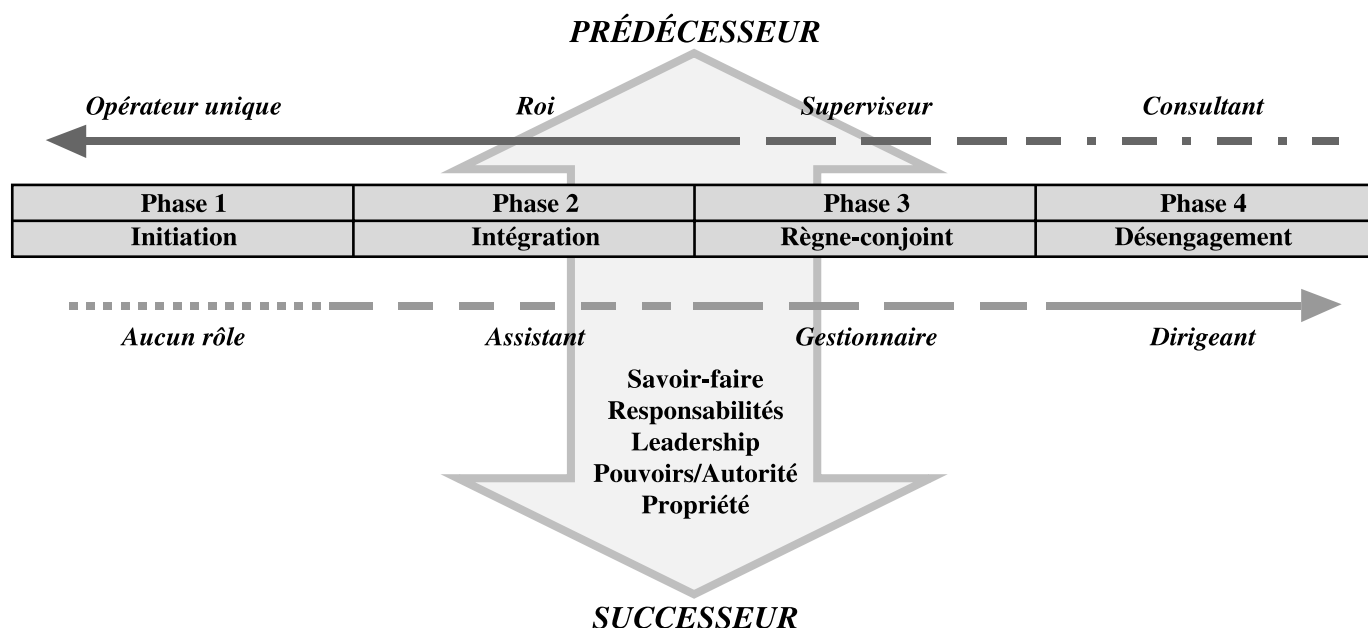 PRÉDÉCESSEUR
Opérateur unique Roi Superviseur Consultant
Phase 1 Phase 2 Phase 3 Phase 4
Initiation Intégration Règne-conjoint Désengagement
Aucun rôle Assistant Gestionnaire Dirigeant
Savoir-faire
Responsabilités
Leadership
Pouvoirs/Autorité
Propriété
SUCCESSEUR